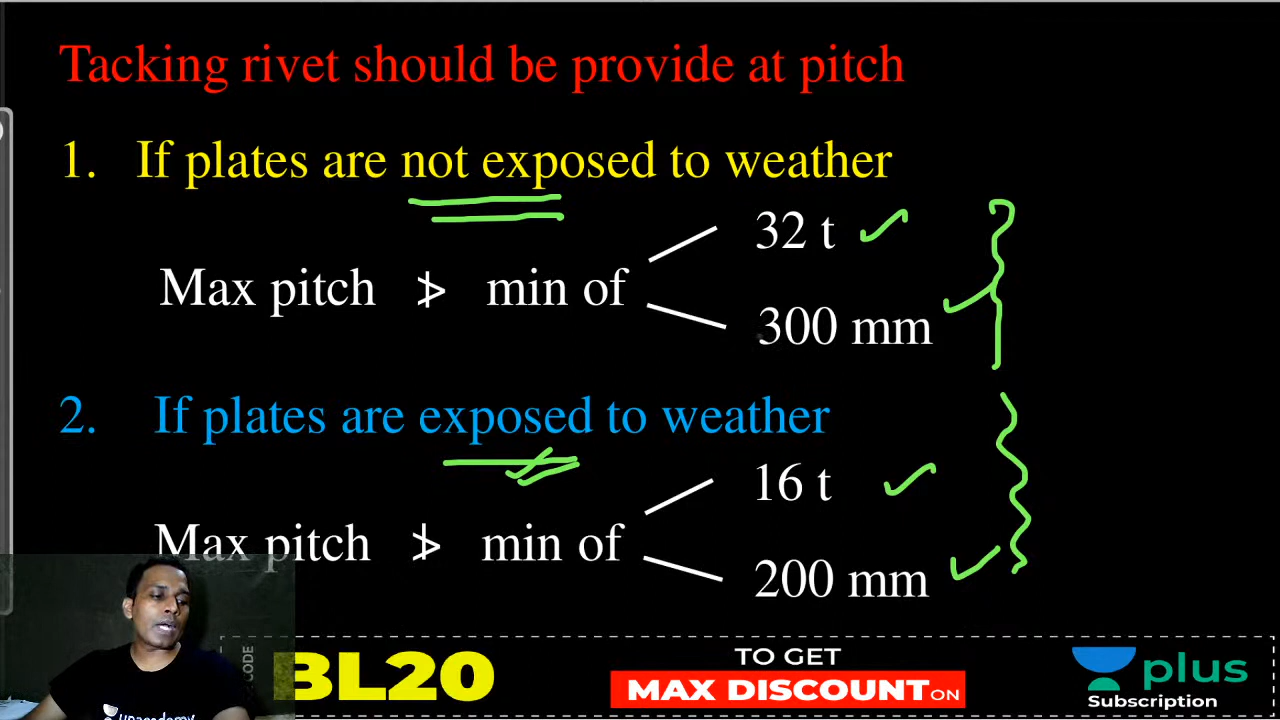 Tacking rivet should be provide at pitch
1. If plates are not exposed to weather
32 t
Max pitch ≯ min of
300 mm
2. If plates are exposed to weather
16 t
Max pitch ≯ min of
200 mm
CODE
BL20
TO GET
MAX DISCOUNT ON
plus
Subscription
unacademy